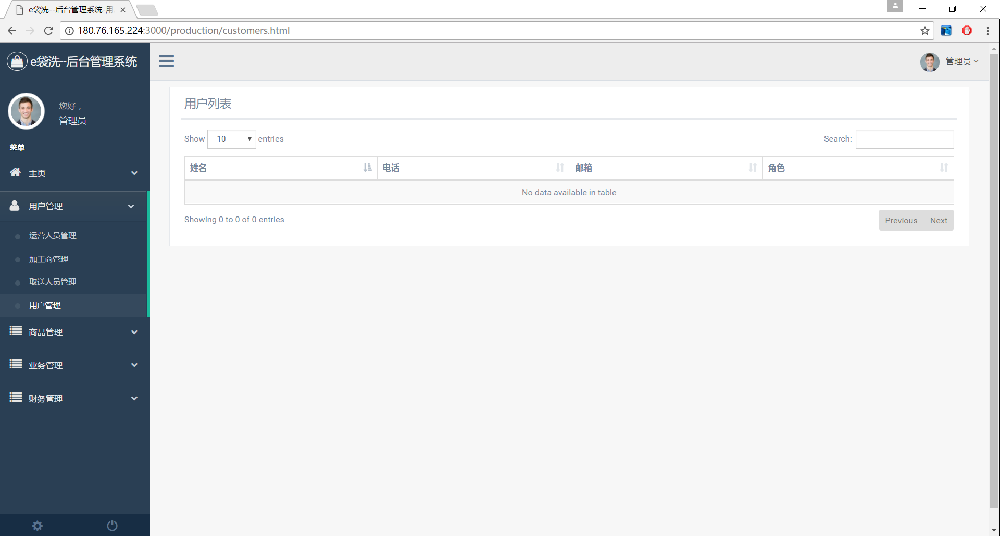 e袋洗--后台管理系统-用
180.76.165.224:3000/production/customers.html
e袋洗--后台管理系统
管理员
您好，
管理员
菜单
主页
用户管理
运营人员管理
加工商管理
取送人员管理
用户管理
商品管理
业务管理
财务管理
用户列表
Show 10 entries
Search:
姓名 电话 邮箱 角色
No data available in table
Showing 0 to 0 of 0 entries
Previous Next